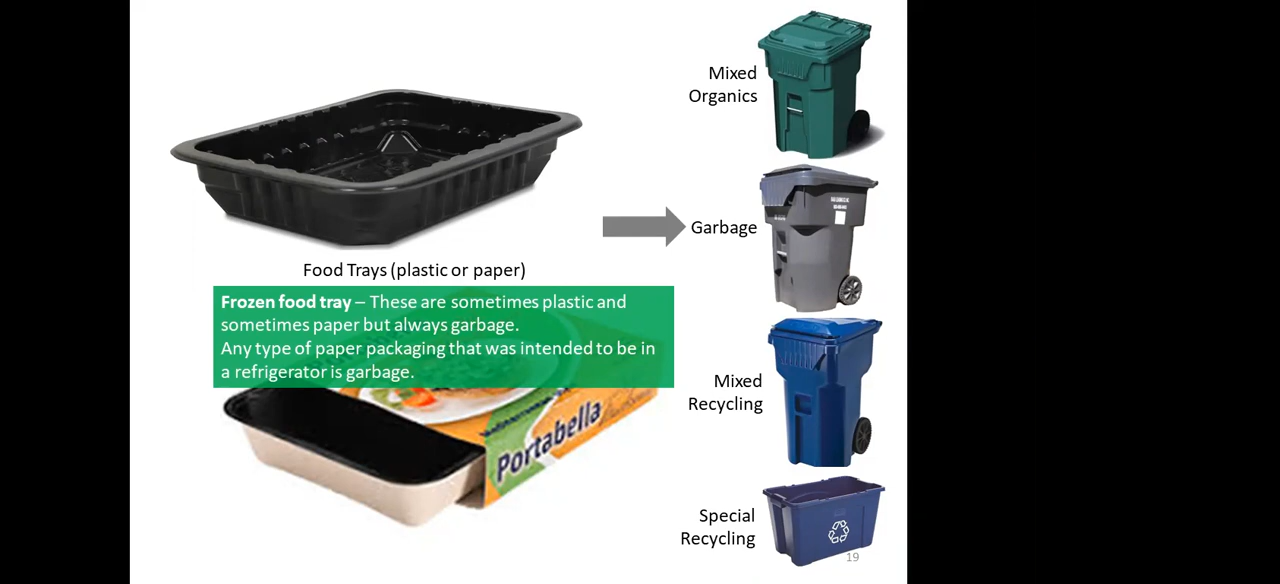 Mixed
Organics
Garbage
Food Trays (plastic or paper)
Frozen food tray – These are sometimes plastic and
sometimes paper but always garbage.
Any type of paper packaging that was intended to be in
a refrigerator is garbage.
Portabella
Mixed
Recycling
Special
Recycling
19